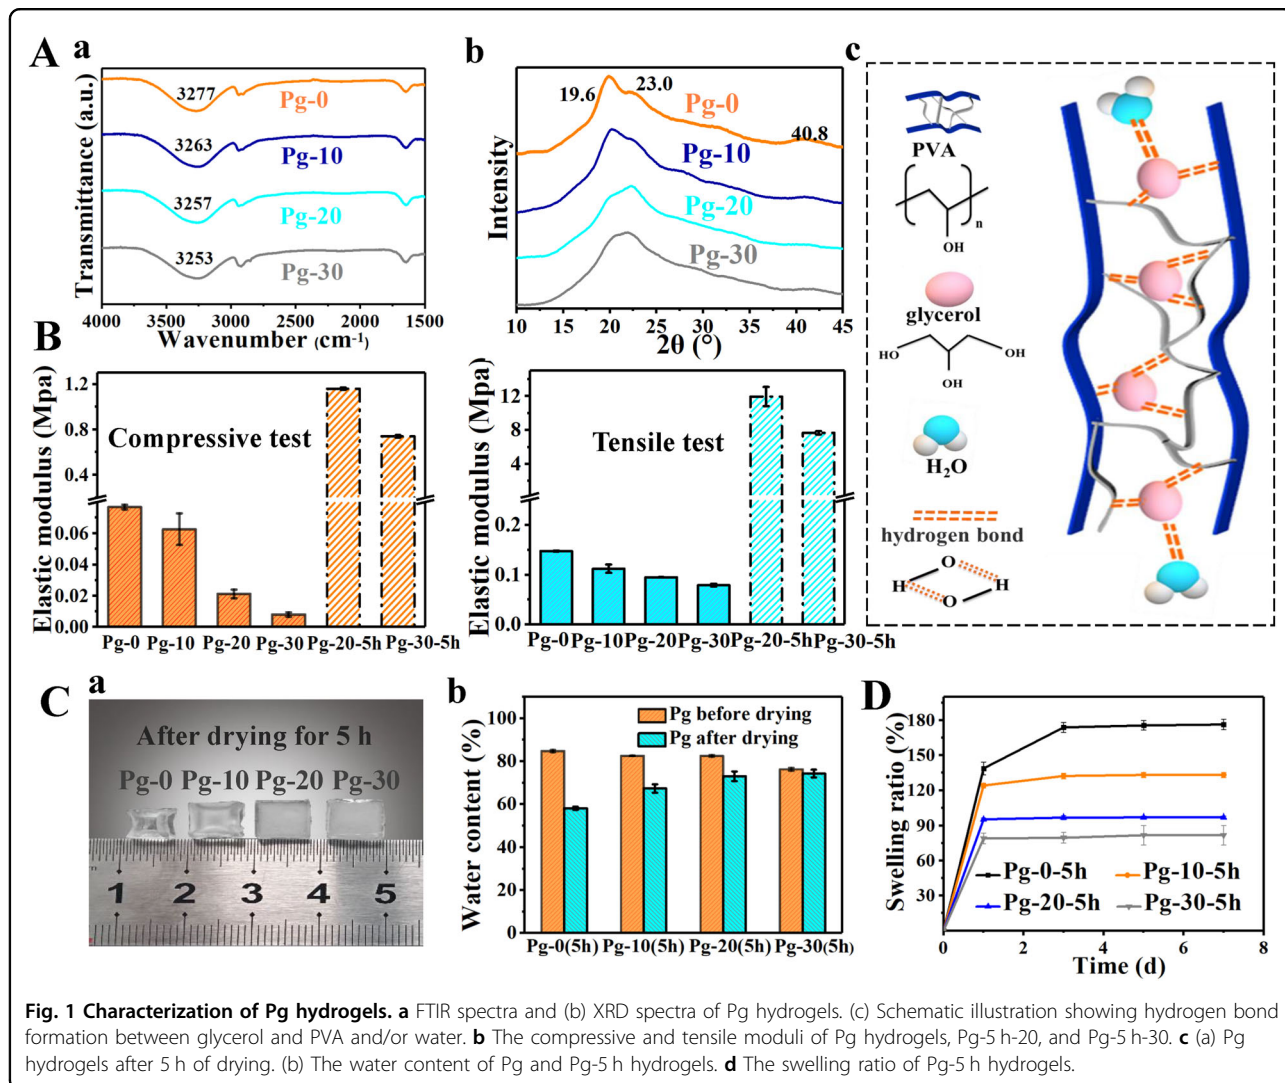 A
a
Transmittance (a.u.)
3277
Pg-0
3263
Pg-10
3257
Pg-20
3253
Pg-30
4000 3500 3000 2500 2000 1500
Wavenumber (cm-1)
b
Intensity
19.6
23.0
Pg-0
40.8
Pg-10
Pg-20
Pg-30
10 15 20 25 30 35 40 45
2θ (°)
c
PVA
n
OH
glycerol
HO
OH
OH
H2O
hydrogen bond
O
H
H
O
B
Elastic modulus (Mpa)
1.2
0.8
0.4
0.06
0.04
0.02
0.00
Compressive test
Pg-0 Pg-10 Pg-20 Pg-30 Pg-20-5h Pg-30-5h
Elastic modulus (Mpa)
12
8
4
0.2
0.1
0.0
Tensile test
Pg-0 Pg-10 Pg-20 Pg-30 Pg-20-5h Pg-30-5h
C
a
After drying for 5 h
Pg-0 Pg-10 Pg-20 Pg-30
1 2 3 4 5
b
Water content (%)
100
80
60
40
20
0
Pg before drying
Pg after drying
Pg-0(5h) Pg-10(5h) Pg-20(5h) Pg-30(5h)
D
Swelling ratio (%)
180
150
120
90
60
30
Pg-0-5h Pg-10-5h
Pg-20-5h Pg-30-5h
0 2 4 6 8
Time (d)
Fig. 1 Characterization of Pg hydrogels. a FTIR spectra and (b) XRD spectra of Pg hydrogels. (c) Schematic illustration showing hydrogen bond
formation between glycerol and PVA and/or water. b The compressive and tensile moduli of Pg hydrogels, Pg-5 h-20, and Pg-5 h-30. c (a) Pg
hydrogels after 5 h of drying. (b) The water content of Pg and Pg-5 h hydrogels. d The swelling ratio of Pg-5 h hydrogels.